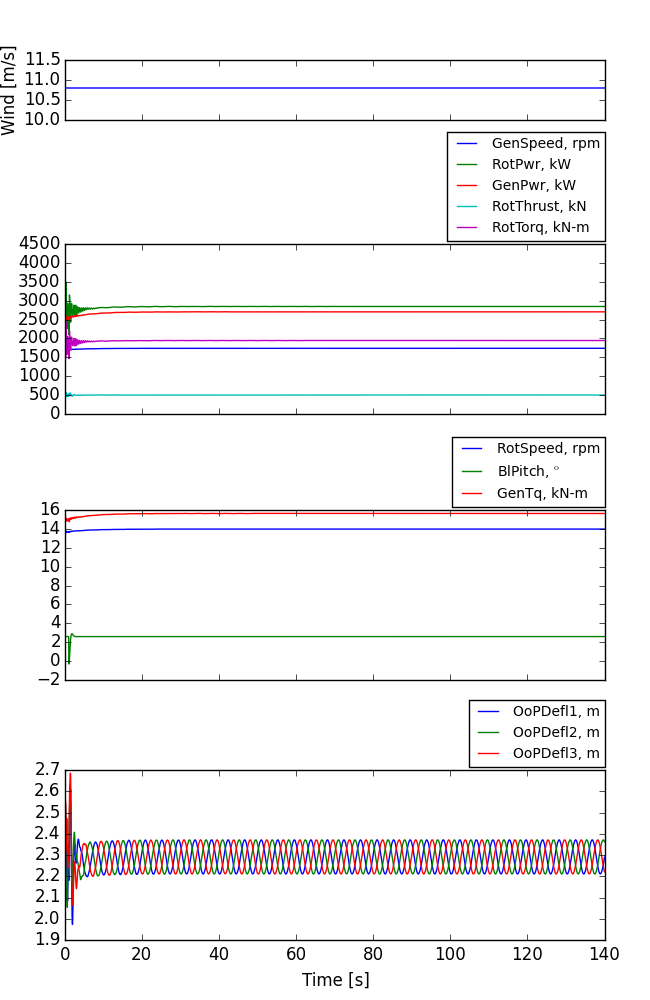 Wind [m/s]
11.5
11.0
10.5
10.0
GenSpeed, rpm
RotPwr, kW
GenPwr, kW
RotThrust, kN
RotTorq, kN-m
4500
4000
3500
3000
2500
2000
1500
1000
500
0
RotSpeed, rpm
BlPitch, °
GenTq, kN-m
16
14
12
10
8
6
4
2
0
−2
OoPDefl1, m
OoPDefl2, m
OoPDefl3, m
2.7
2.6
2.5
2.4
2.3
2.2
2.1
2.0
1.9
0 20 40 60 80 100 120 140
Time [s]